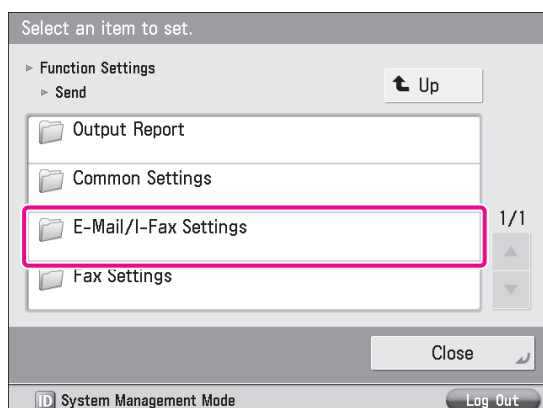 Select an item to set.
Function Settings
Send
Up
Output Report
Common Settings
E-Mail/I-Fax Settings
1/1
Fax Settings
Close
ID System Management Mode
Log Out